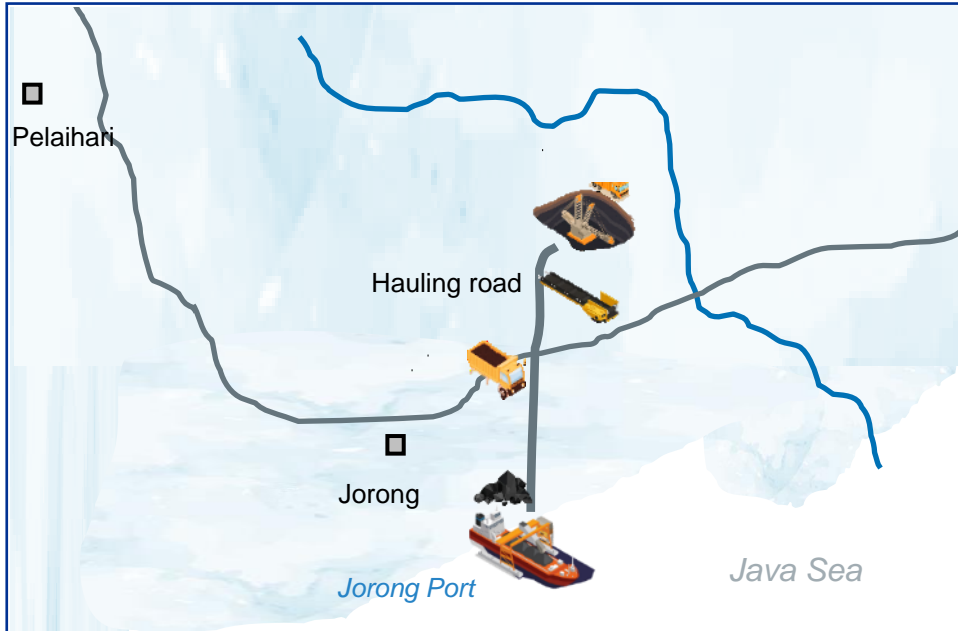 Pelaihari
Hauling road
Jorong
Jorong Port
Java Sea